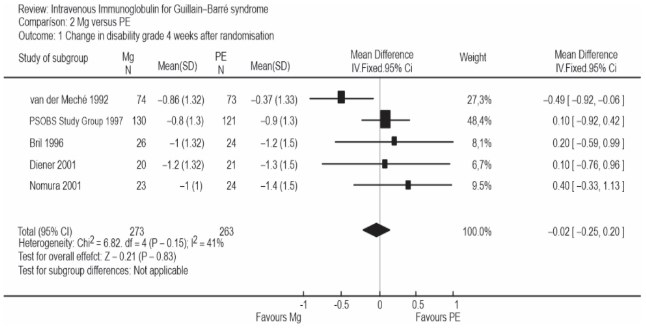 Review: Intravenous Immunoglobulin for Guillain–Barré syndrome
Comparison: 2 Mg versus PE
Outcome: 1 Change in disability grade 4 weeks after randomisation
Study of subgroup Mg N Mean(SD) PE N Mean(SD) Mean Difference IV.Fixed.95% Ci Weight Mean Difference IV.Fixed.95% Ci
van der Meché 1992 74 –0.86 (1.32) 73 –0.37 (1.33) 27,3% –0.49 [ –0.92, –0.06]
PSOBS Study Group 1997 130 –0.8 (1.3) 121 –0.9 (1.3) 48,4% 0.10 [ –0.92, 0.42]
Bril 1996 26 –1 (1.32) 24 –1.2 (1.5) 8,1% 0.20 [ –0.59, 0.99]
Diener 2001 20 –1.2 (1.32) 21 –1.3 (1.5) 6,7% 0.10 [ –0.76, 0.96]
Nomura 2001 23 –1 (1) 24 –1.4 (1.5) 9.5% 0.40 [ –0.33, 1.13]
Total (95% CI) 273 263 100.0% –0.02 [ –0.25, 0.20]
Heterogeneity: Chi2 = 6.82. df = 4 (P – 0.15); I2 = 41%
Test for overall effefct: Z – 0.21 (P – 0.83)
Test for subgroup differences: Not applicable
-1 -0.5 0 0.5 1
Favours Mg Favours PE